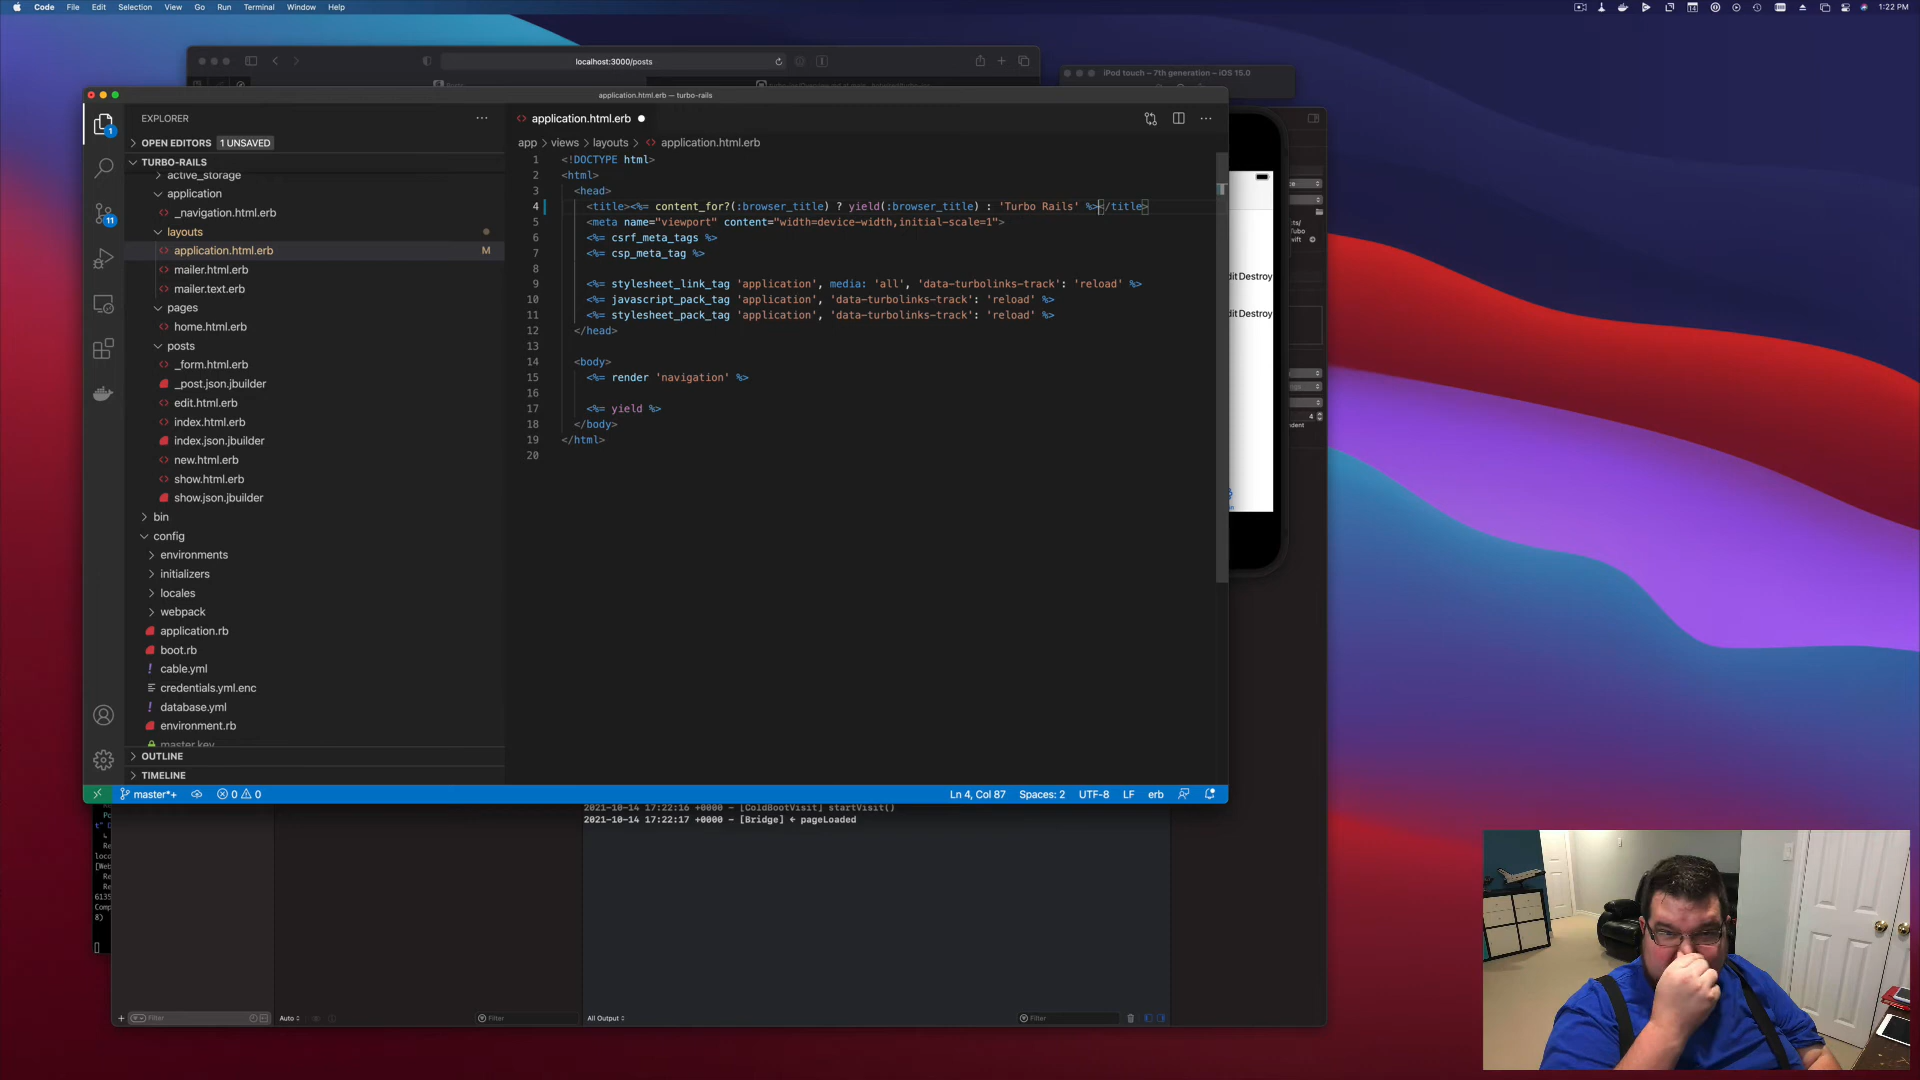 Code File Edit Selection View Go Run Terminal Window Help
1:22 PM
localhost:3000/posts
iPod touch – 7th generation – iOS 15.0
application.html.erb — turbo-rails
EXPLORER
OPEN EDITORS 1 UNSAVED
TURBO-RAILS
active_storage
application
_navigation.html.erb
layouts
application.html.erb M
mailer.html.erb
mailer.text.erb
pages
home.html.erb
posts
_form.html.erb
_post.json.jbuilder
edit.html.erb
index.html.erb
index.json.jbuilder
new.html.erb
show.html.erb
show.json.jbuilder
bin
config
environments
initializers
locales
webpack
application.rb
boot.rb
cable.yml
credentials.yml.enc
database.yml
environment.rb
master.key
OUTLINE
TIMELINE
1
11
application.html.erb
app > views > layouts > application.html.erb
1 <!DOCTYPE html>
2 <html>
3 <head>
4 <title><%= content_for?(:browser_title) ? yield(:browser_title) : 'Turbo Rails' %></title>
5 <meta name="viewport" content="width=device-width,initial-scale=1">
6 <%= csrf_meta_tags %>
7 <%= csp_meta_tag %>
8
9 <%= stylesheet_link_tag 'application', media: 'all', 'data-turbolinks-track': 'reload' %>
10 <%= javascript_pack_tag 'application', 'data-turbolinks-track': 'reload' %>
11 <%= stylesheet_pack_tag 'application', 'data-turbolinks-track': 'reload' %>
12 </head>
13
14 <body>
15 <%= render 'navigation' %>
16
17 <%= yield %>
18 </body>
19 </html>
20
dit Destroy
dit Destroy
master*+ 0 0
Ln 4, Col 87 Spaces: 2 UTF-8 LF erb
2021-10-14 17:22:16 +0000 - [ColdBootVisit] startVisit()
2021-10-14 17:22:17 +0000 - [Bridge] ← pageLoaded
Filter
Auto
Filter
All Output
Filter